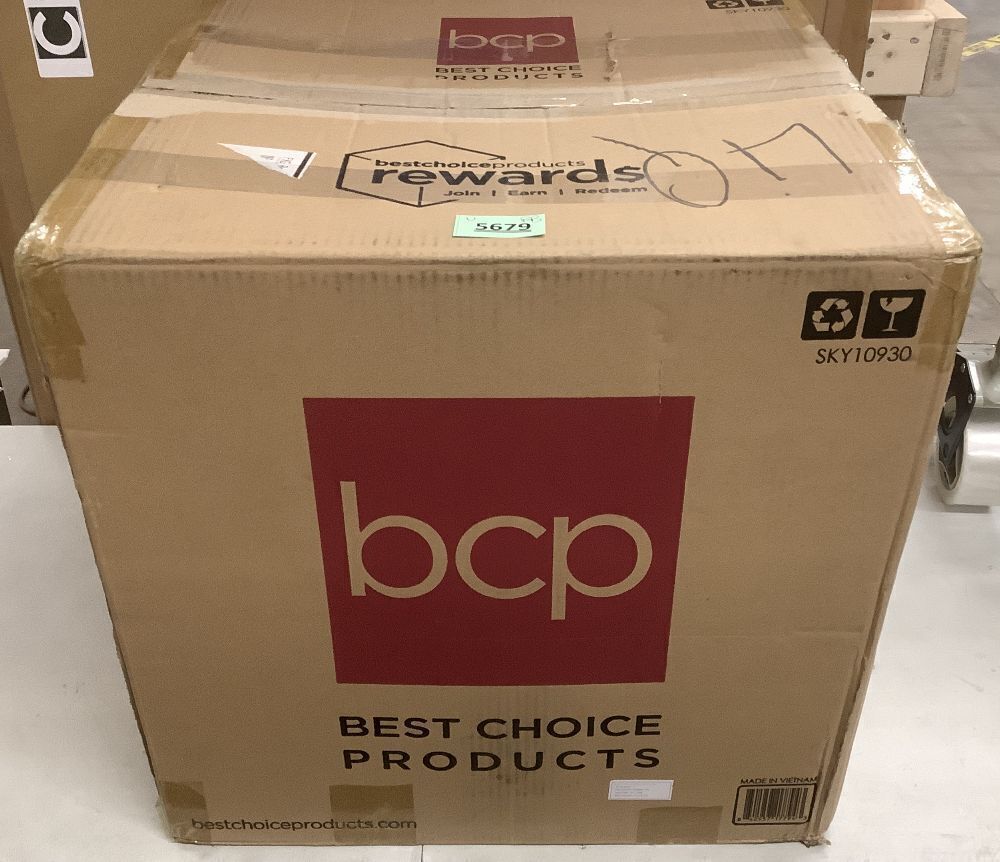 C
SKY10930
bcp
BEST CHOICE
PRODUCTS
bestchoiceproducts
rewards
Join | Earn | Redeem
5679
SKY10930
bcp
BEST CHOICE
PRODUCTS
MADE IN VIETNAM
bestchoiceproducts.com